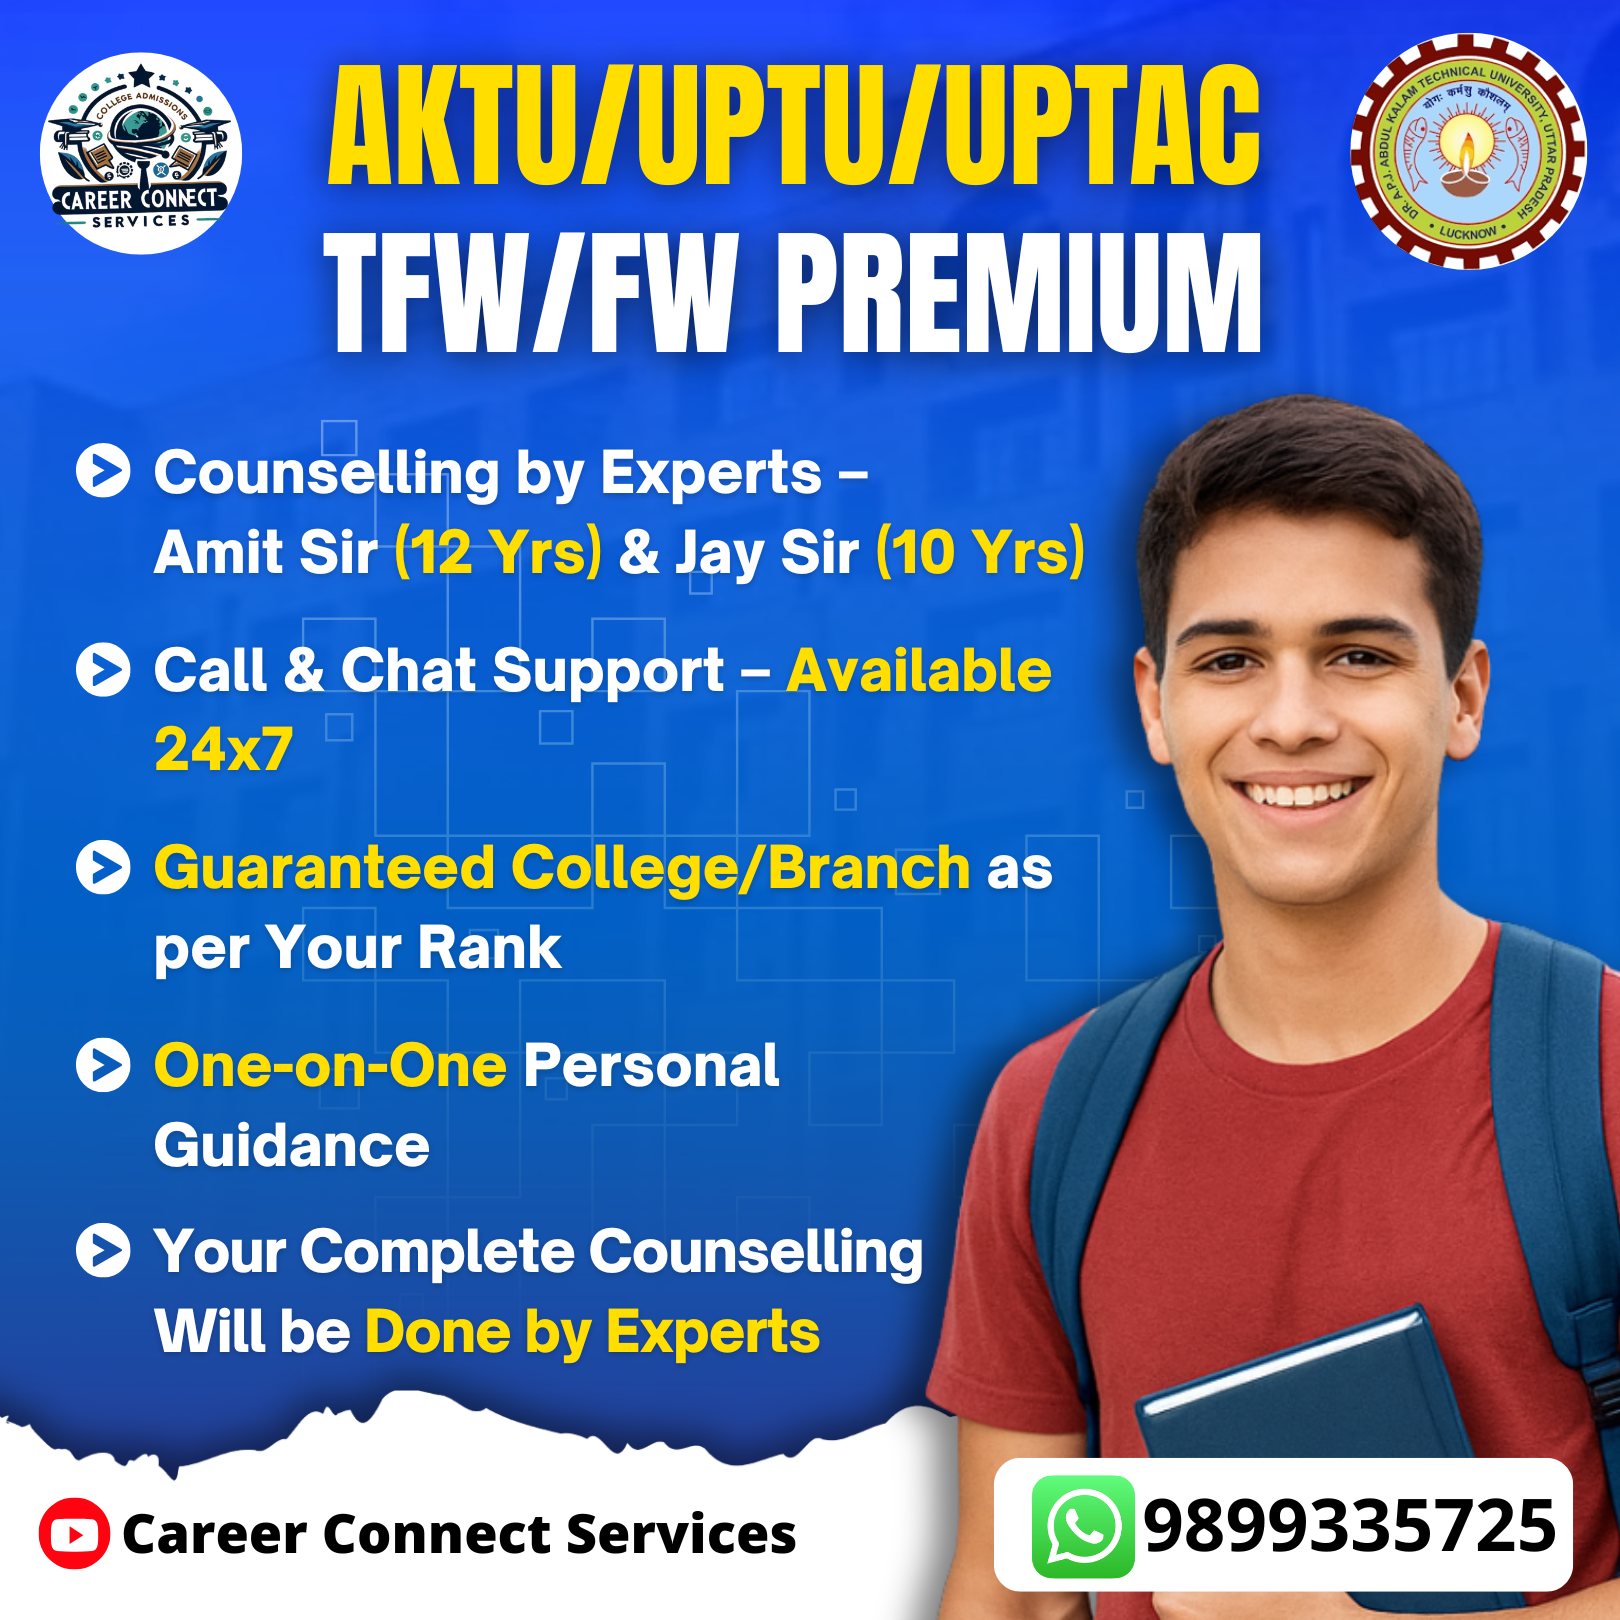 COLLEGE ADMISSIONS
CAREER CONNECT
SERVICES
AKTU/UPTU/UPTAC
TFW/FW PREMIUM
DR. A.P.J. ABDUL KALAM TECHNICAL UNIVERSITY, UTTAR PRADESH
योगः कर्मसु कौशलम्
• LUCKNOW •
Counselling by Experts –
Amit Sir (12 Yrs) & Jay Sir (10 Yrs)
Call & Chat Support – Available
24x7
Guaranteed College/Branch as
per Your Rank
One-on-One Personal
Guidance
Your Complete Counselling
Will be Done by Experts
Career Connect Services
9899335725